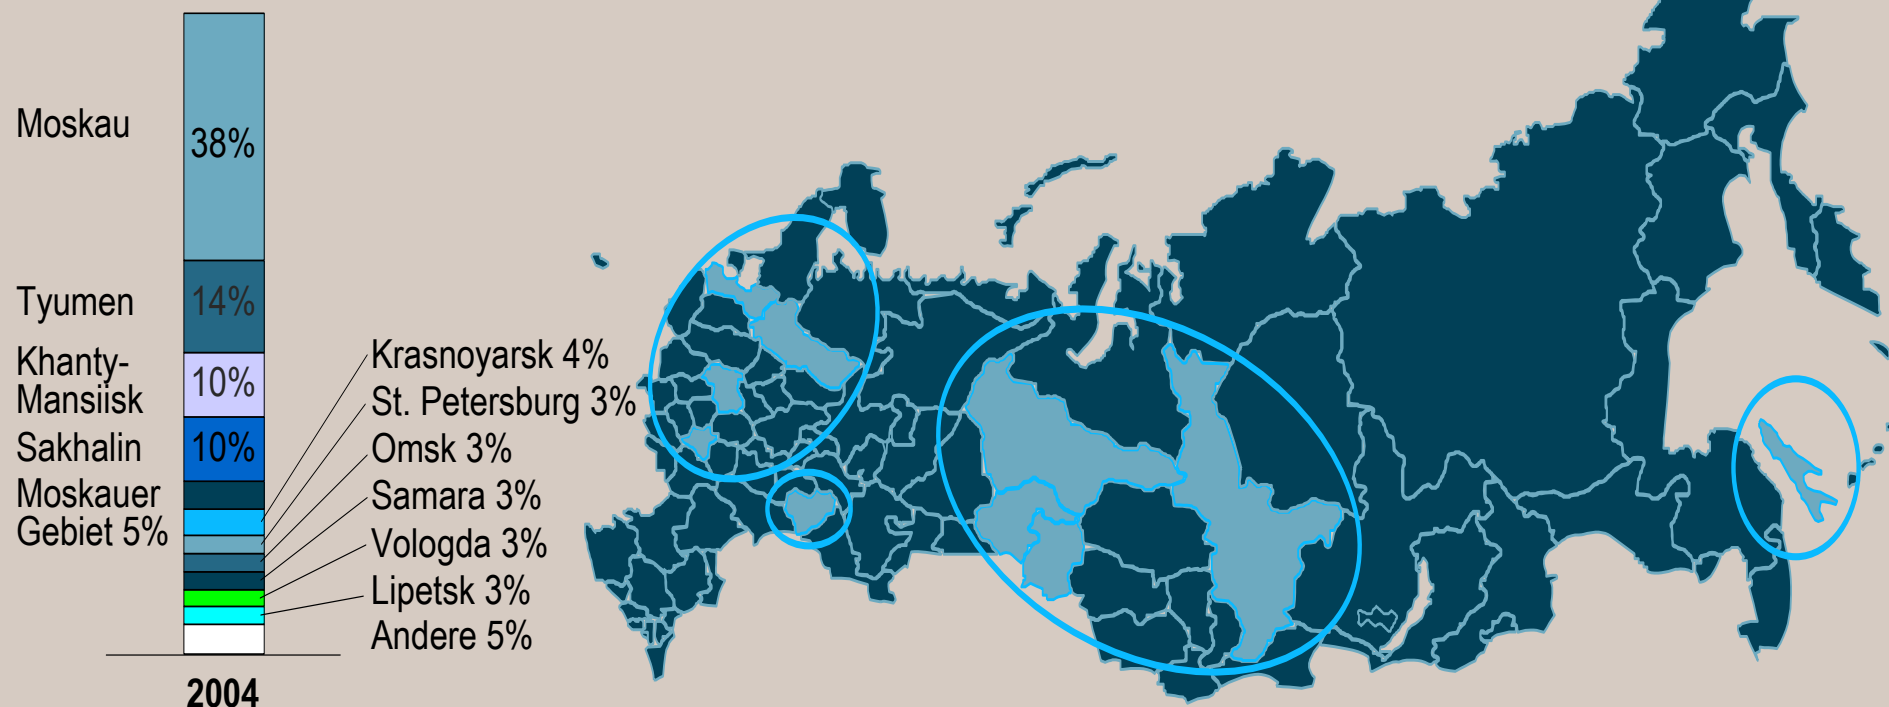 Moskau
38%
Tyumen
14%
Khanty-
Mansiisk
10%
Sakhalin
10%
Moskauer
Gebiet 5%
Krasnoyarsk 4%
St. Petersburg 3%
Omsk 3%
Samara 3%
Vologda 3%
Lipetsk 3%
Andere 5%
2004